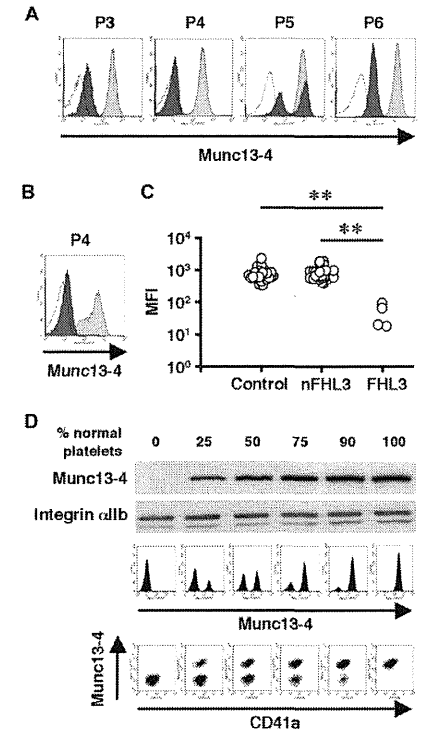 A
P3 P4 P5 P6
Munc13-4
B
P4
Munc13-4
C
**
**
10⁴
10³
10²
10¹
10⁰
MFI
Control nFHL3 FHL3
D
% normal
platelets
0 25 50 75 90 100
Munc13-4
Integrin αIIb
Munc13-4
Munc13-4
CD41a